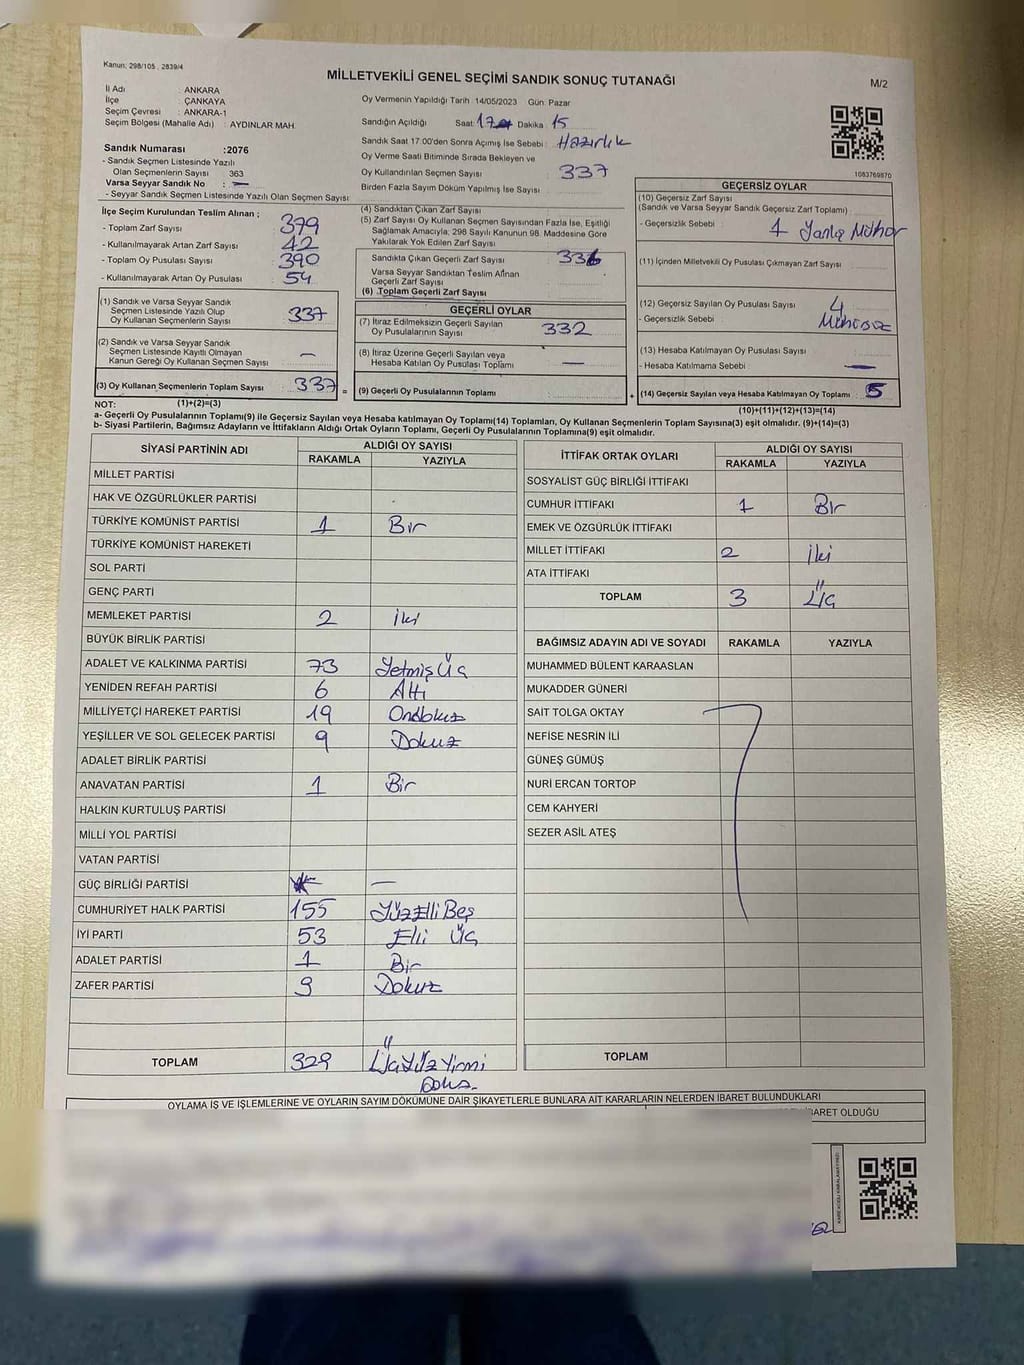 Kanun: 298/105 , 2839/4
MİLLETVEKİLİ GENEL SEÇİMİ SANDIK SONUÇ TUTANAĞI
M/2
İl Adı : ANKARA
İlçe : ÇANKAYA
Seçim Çevresi : ANKARA-1
Seçim Bölgesi (Mahalle Adı) : AYDINLAR MAH.
Sandık Numarası :2076
- Sandık Seçmen Listesinde Yazılı
Olan Seçmenlerin Sayısı 363
Varsa Seyyar Sandık No : —
- Seyyar Sandık Seçmen Listesinde Yazılı Olan Seçmen Sayısı
Oy Vermenin Yapıldığı Tarih 14/05/2023 Gün: Pazar
Sandığın Açıldığı Saat: 17 Dakika : 15
Sandık Saat 17:00'den Sonra Açımış İse Sebebi : Hazırlık
Oy Verme Saati Bitiminde Sırada Bekleyen ve
Oy Kullandırılan Seçmen Sayısı 337
Birden Fazla Sayım Döküm Yapılmış İse Sayısı
1083769870
İlçe Seçim Kurulundan Teslim Alınan ;
- Toplam Zarf Sayısı: 379
- Kullanılmayarak Artan Zarf Sayısı 42
- Toplam Oy Pusulası Sayısı : 390
- Kullanılmayarak Artan Oy Pusulası : 54
(4) Sandıktan Çıkan Zarf Sayısı
(5) Zarf Sayısı Oy Kullanan Seçmen Sayısından Fazla İse, Eşitliği
Sağlamak Amacıyla; 298 Sayılı Kanunun 98. Maddesine Göre
Yakılarak Yok Edilen Zarf Sayısı
Sandıkta Çıkan Geçerli Zarf Sayısı 336
Varsa Seyyar Sandıktan Teslim Alınan
Geçerli Zarf Sayısı
(6) Toplam Geçerli Zarf Sayısı
GEÇERSİZ OYLAR
(10) Geçersiz Zarf Sayısı
(Sandık ve Varsa Seyyar Sandık Geçersiz Zarf Toplamı)
- Geçersizlik Sebebi : 1 Yanlış Mühür
(11) İçinden Milletvekili Oy Pusulası Çıkmayan Zarf Sayısı
(12) Geçersiz Sayılan Oy Pusulası Sayısı 4
- Geçersizlik Sebebi : Mühürsüz
(13) Hesaba Katılmayan Oy Pusulası Sayısı
- Hesaba Katılmama Sebebi : —
(14) Geçersiz Sayılan veya Hesaba Katılmayan Oy Toplamı : 5
(1) Sandık ve Varsa Seyyar Sandık
Seçmen Listesinde Yazılı Olup
Oy Kullanan Seçmenlerin Sayısı 337
(2) Sandık ve Varsa Seyyar Sandık
Seçmen Listesinde Kayıtlı Olmayan
Kanun Gereği Oy Kullanan Seçmen Sayısı —
(3) Oy Kullanan Seçmenlerin Toplam Sayısı : 337 =
GEÇERLİ OYLAR
(7) İtiraz Edilmeksizin Geçerli Sayılan
Oy Pusulalarının Sayısı 332
(8) İtiraz Üzerine Geçerli Sayılan veya
Hesaba Katılan Oy Pusulası Toplamı —
(9) Geçerli Oy Pusulalarının Toplamı +
NOT: (1)+(2)=(3)
(10)+(11)+(12)+(13)=(14)
a- Geçerli Oy Pusulalarının Toplamı(9) ile Geçersiz Sayılan veya Hesaba katılmayan Oy Toplamı(14) Toplamları, Oy Kullanan Seçmenlerin Toplam Sayısına(3) eşit olmalıdır. (9)+(14)=(3)
b- Siyasi Partilerin, Bağımsız Adayların ve İttifakların Aldığı Ortak Oyların Toplamı, Geçerli Oy Pusulalarının Toplamına(9) eşit olmalıdır.
SİYASİ PARTİNİN ADI ALDIĞI OY SAYISI
RAKAMLA YAZIYLA
MİLLET PARTİSİ
HAK VE ÖZGÜRLÜKLER PARTİSİ
TÜRKİYE KOMÜNİST PARTİSİ 1 Bir
TÜRKİYE KOMÜNİST HAREKETİ
SOL PARTİ
GENÇ PARTİ
MEMLEKET PARTİSİ 2 İki
BÜYÜK BİRLİK PARTİSİ
ADALET VE KALKINMA PARTİSİ 73 Yetmiş Üç
YENİDEN REFAH PARTİSİ 6 Altı
MİLLİYETÇİ HAREKET PARTİSİ 19 Ondokuz
YEŞİLLER VE SOL GELECEK PARTİSİ 9 Dokuz
ADALET BİRLİK PARTİSİ
ANAVATAN PARTİSİ 1 Bir
HALKIN KURTULUŞ PARTİSİ
MİLLİ YOL PARTİSİ
VATAN PARTİSİ
GÜÇ BİRLİĞİ PARTİSİ —
CUMHURİYET HALK PARTİSİ 155 Yüz Elli Beş
İYİ PARTİ 53 Elli Üç
ADALET PARTİSİ 1 Bir
ZAFER PARTİSİ 9 Dokuz
TOPLAM 329 Üç Yüz Yirmi
Dokuz
İTTİFAK ORTAK OYLARI ALDIĞI OY SAYISI
RAKAMLA YAZIYLA
SOSYALİST GÜÇ BİRLİĞİ İTTİFAKI
CUMHUR İTTİFAKI 1 Bir
EMEK VE ÖZGÜRLÜK İTTİFAKI
MİLLET İTTİFAKI 2 İki
ATA İTTİFAKI
TOPLAM 3 Üç
BAĞIMSIZ ADAYIN ADI VE SOYADI RAKAMLA YAZIYLA
MUHAMMED BÜLENT KARAASLAN
MUKADDER GÜNERİ
SAİT TOLGA OKTAY
NEFİSE NESRİN İLİ
GÜNEŞ GÜMÜŞ
NURİ ERCAN TORTOP
CEM KAHYERİ
SEZER ASİL ATEŞ
TOPLAM
OYLAMA İŞ VE İŞLEMLERİNE VE OYLARIN SAYIM DÖKÜMÜNE DAİR ŞİKAYETLERLE BUNLARA AİT KARARLARIN NELERDEN İBARET BULUNDUKLARI
İBARET OLDUĞU
KAREKODU KARALAMAYINIZ!